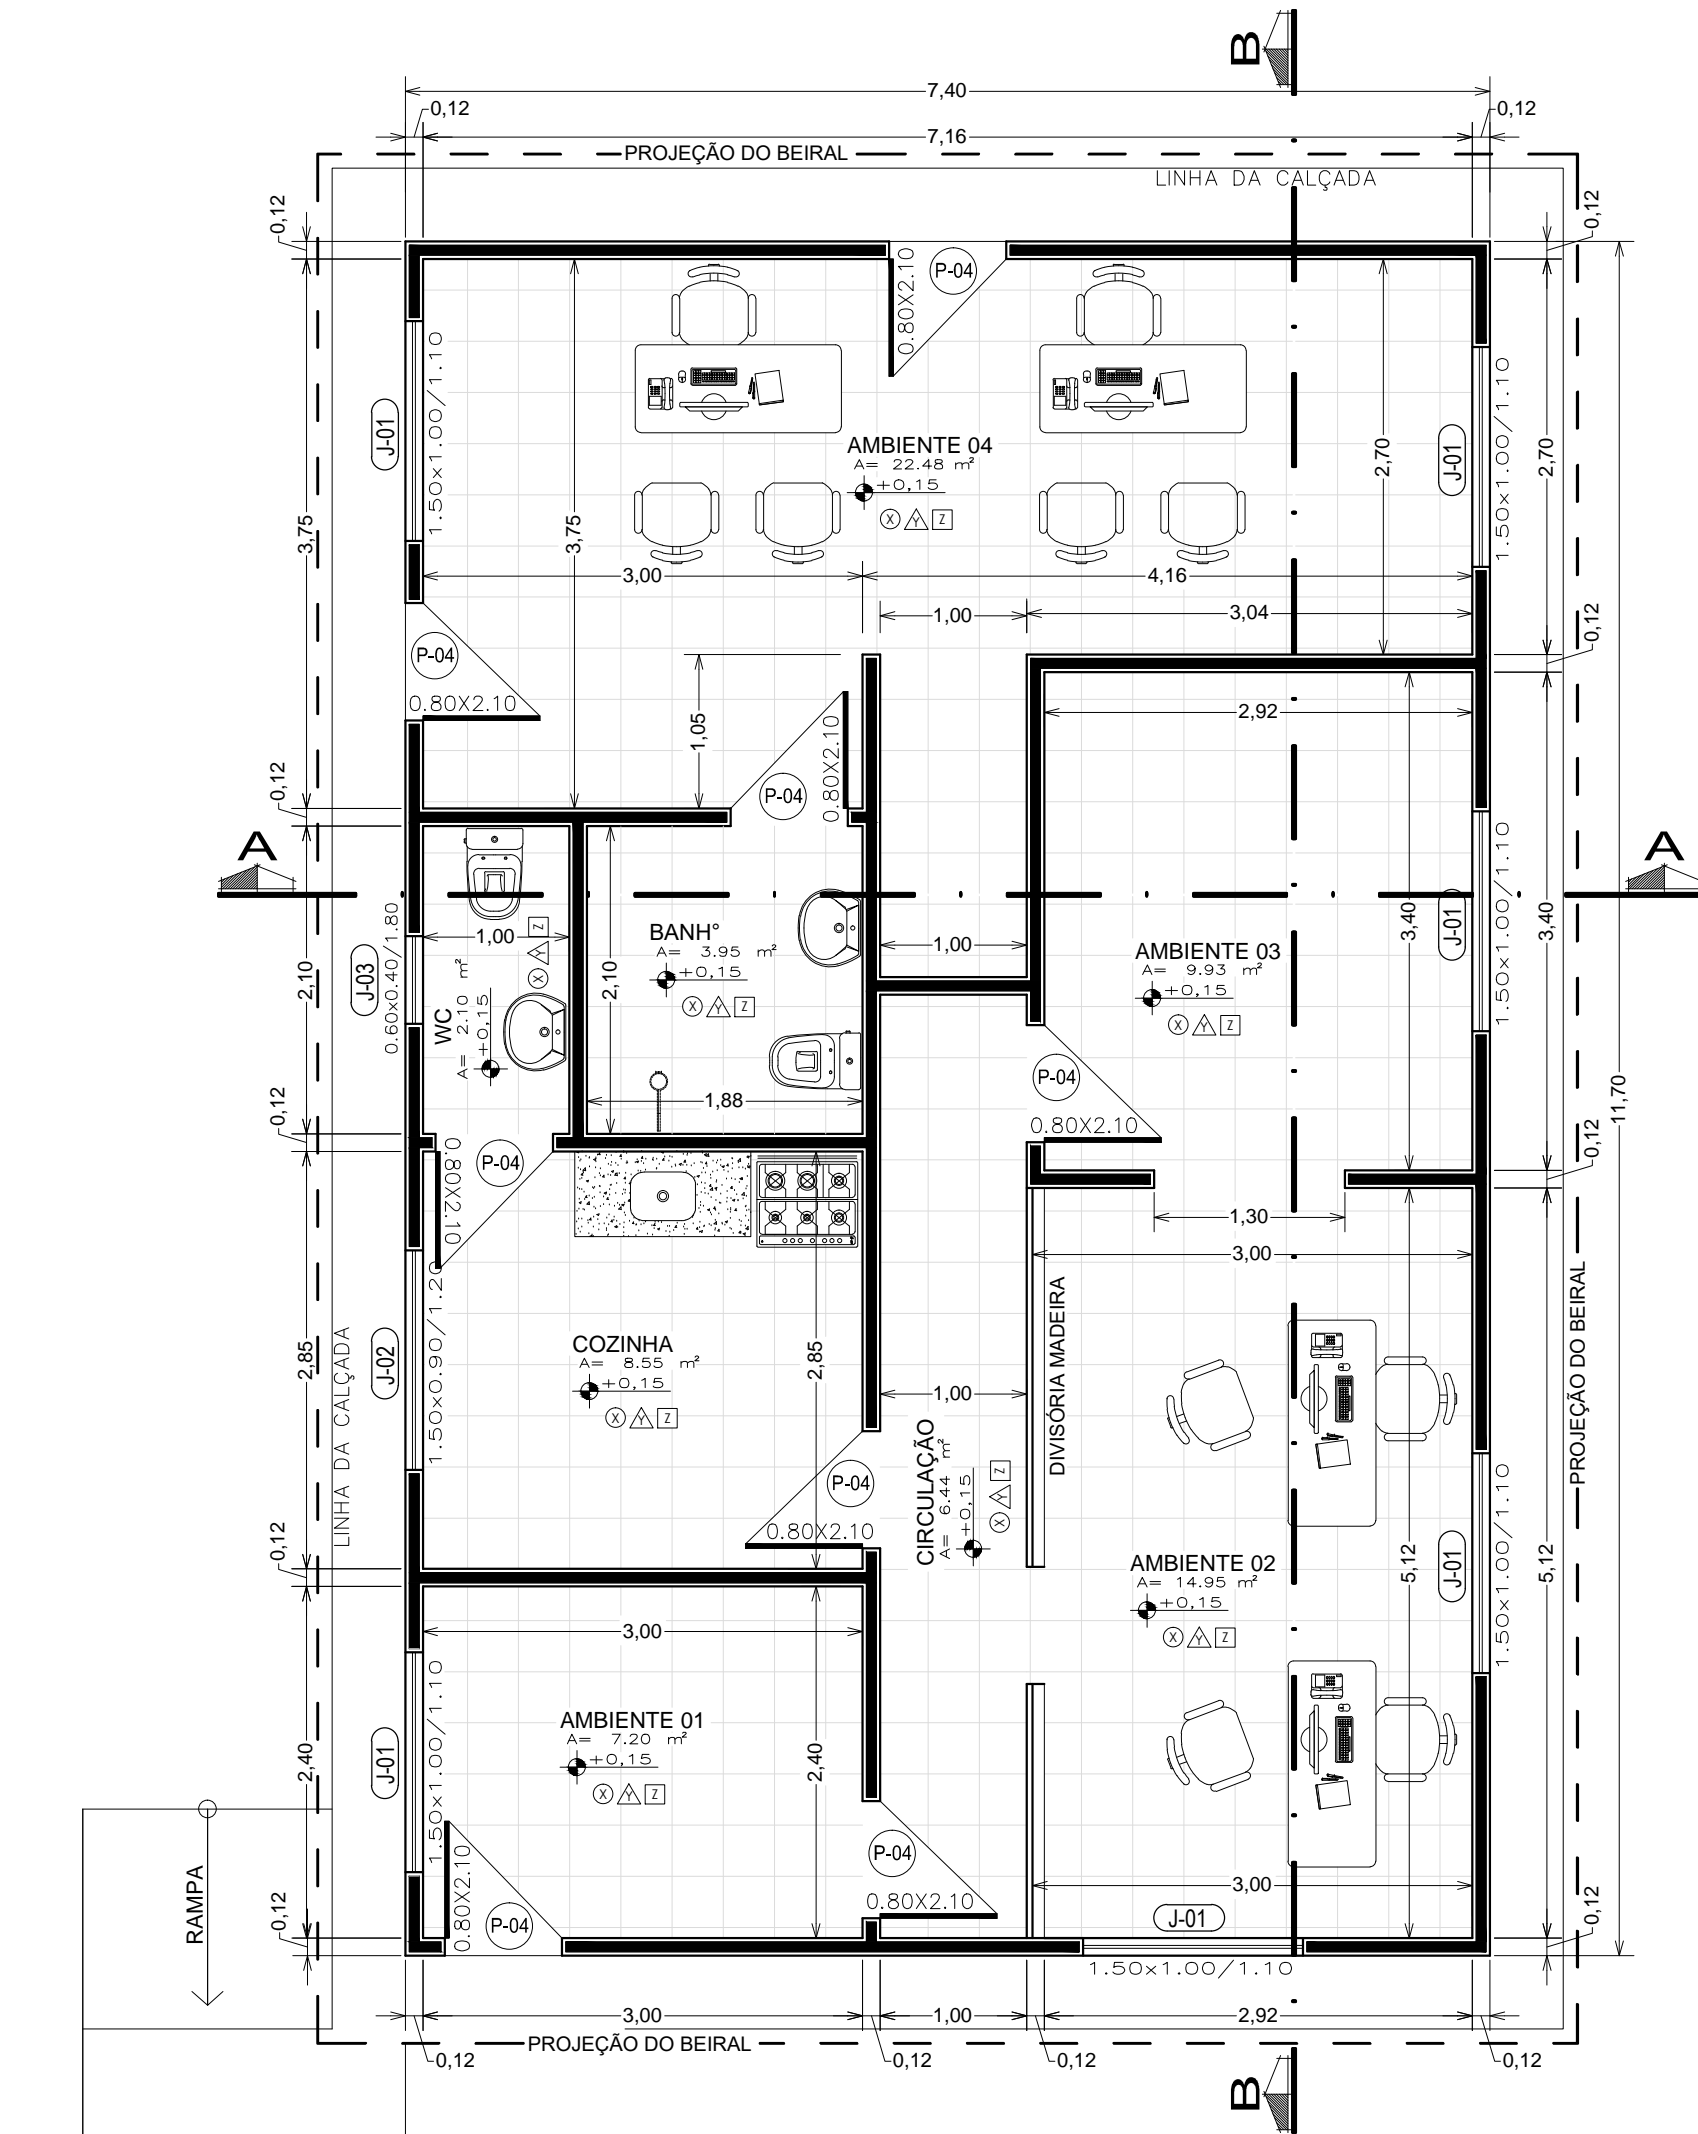 B
7,40
0,12
0,12
7,16
PROJEÇÃO DO BEIRAL
LINHA DA CALÇADA
0,12
0,12
P-04
0.80X2.10
J-01
1.50x1.00/1.10
J-01
1.50x1.00/1.10
AMBIENTE 04
A= 22.48 m²
+0,15
X Y Z
3,75
3,75
2,70
2,70
3,00
4,16
1,00
3,04
0,12
P-04
0.80X2.10
1,05
2,92
0.80X2.10
P-04
0,12
A
A
J-03
0.60x0.40/1.80
2,10
1,00
WC
A= 2.10 m²
+0,15
X Y Z
BANH°
A= 3.95 m²
+0,15
X Y Z
2,10
1,88
1,00
AMBIENTE 03
A= 9.93 m²
+0,15
X Y Z
3,40
3,40
J-01
1.50x1.00/1.10
11,70
P-04
0.80X2.10
0,12
0,12
P-04
0.80X2.10
1,30
3,00
J-02
1.50x0.90/1.20
2,85
LINHA DA CALÇADA
COZINHA
A= 8.55 m²
+0,15
X Y Z
2,85
1,00
DIVISÓRIA MADEIRA
PROJEÇÃO DO BEIRAL
CIRCULAÇÃO
A= 6.44 m²
+0,15
X Y Z
P-04
0.80X2.10
0,12
AMBIENTE 02
A= 14.95 m²
+0,15
X Y Z
5,12
5,12
J-01
1.50x1.00/1.10
3,00
AMBIENTE 01
A= 7.20 m²
+0,15
X Y Z
2,40
2,40
J-01
1.50x1.00/1.10
RAMPA
P-04
0.80X2.10
P-04
0.80X2.10
3,00
J-01
1.50x1.00/1.10
0,12
0,12
3,00
1,00
2,92
PROJEÇÃO DO BEIRAL
0,12
0,12
0,12
0,12
B